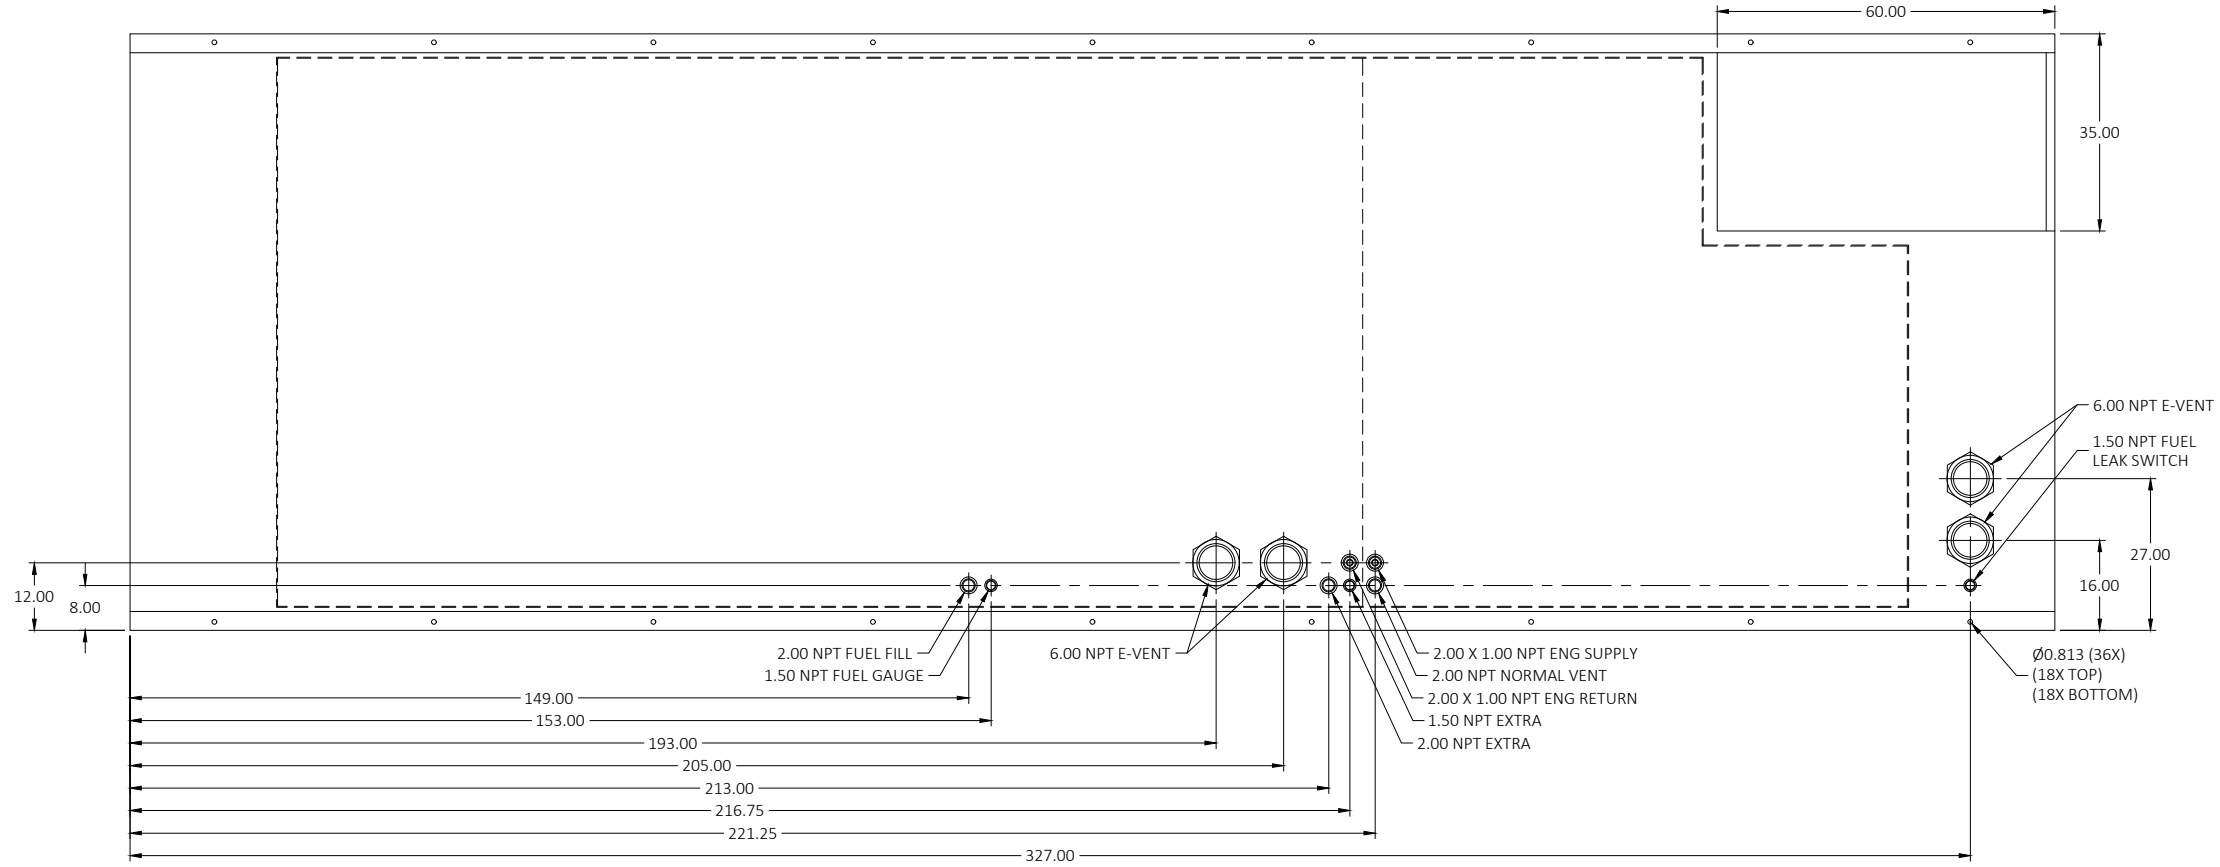 60.00
35.00
6.00 NPT E-VENT
1.50 NPT FUEL
LEAK SWITCH
27.00
16.00
12.00
8.00
2.00 NPT FUEL FILL
1.50 NPT FUEL GAUGE
6.00 NPT E-VENT
2.00 X 1.00 NPT ENG SUPPLY
2.00 NPT NORMAL VENT
2.00 X 1.00 NPT ENG RETURN
1.50 NPT EXTRA
2.00 NPT EXTRA
Ø0.813 (36X)
(18X TOP)
(18X BOTTOM)
149.00
153.00
193.00
205.00
213.00
216.75
221.25
327.00